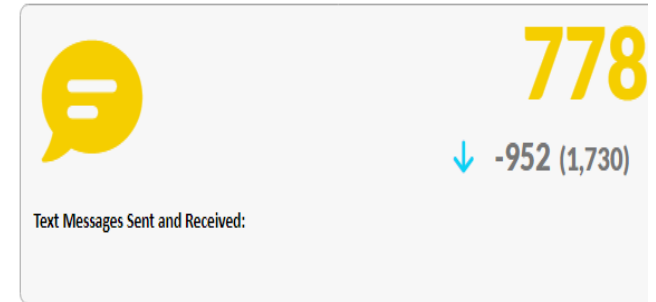 778
-952 (1,730)
Text Messages Sent and Received: